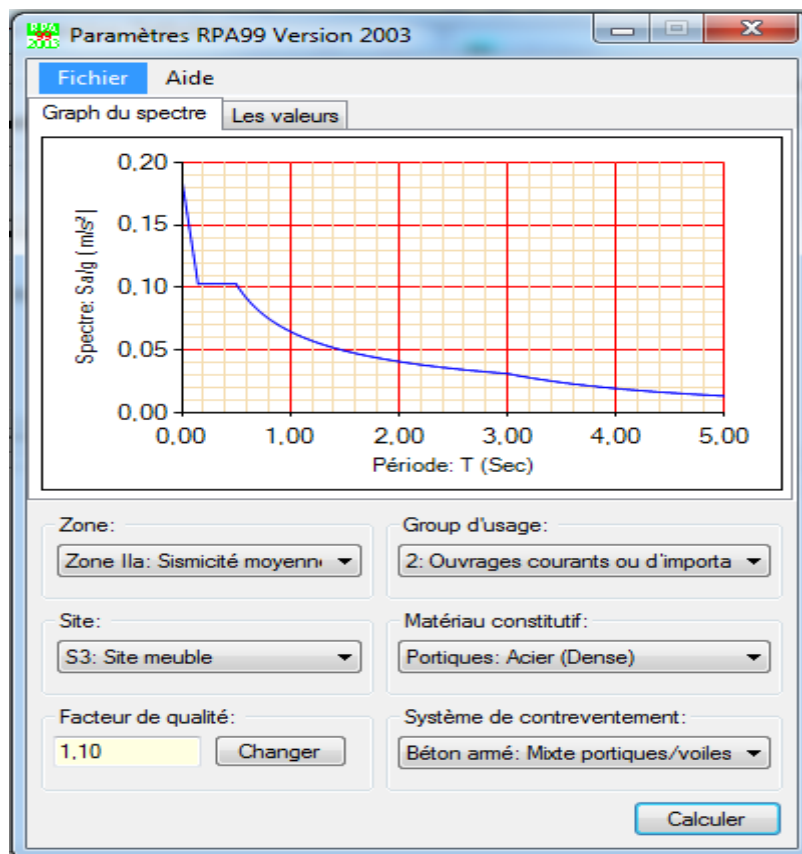 RPA 99 2003 Paramètres RPA99 Version 2003
Fichier Aide
Graph du spectre Les valeurs
Spectre: Sa/g [m/s²]
0,20
0,15
0,10
0,05
0,00
0,00 1,00 2,00 3,00 4,00 5,00
Période: T (Sec)
Zone: Group d'usage:
Zone IIa: Sismicité moyenn 2: Ouvrages courants ou d'importa
Site: Matériau constitutif:
S3: Site meuble Portiques: Acier (Dense)
Facteur de qualité: Système de contreventement:
1,10 Changer Béton armé: Mixte portiques/voiles
Calculer